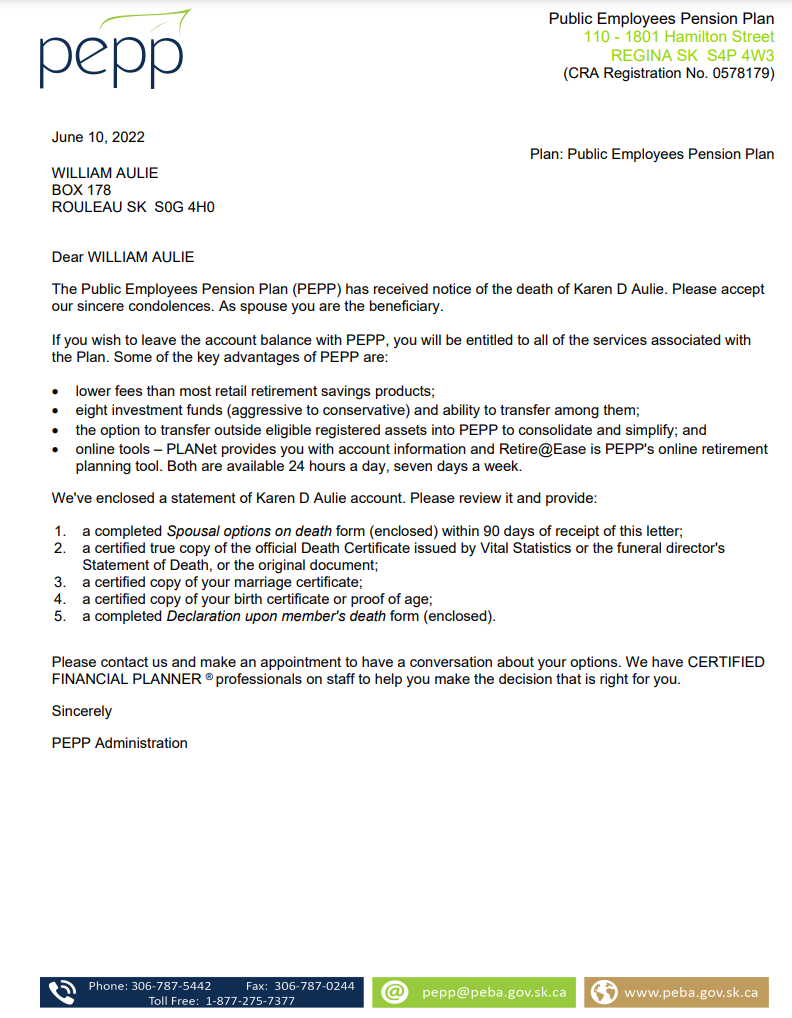 pepp
Public Employees Pension Plan
110 - 1801 Hamilton Street
REGINA SK  S4P 4W3
(CRA Registration No. 0578179)
June 10, 2022
Plan: Public Employees Pension Plan
WILLIAM AULIE
BOX 178
ROULEAU SK  S0G 4H0
Dear WILLIAM AULIE
The Public Employees Pension Plan (PEPP) has received notice of the death of Karen D Aulie. Please accept
our sincere condolences. As spouse you are the beneficiary.
If you wish to leave the account balance with PEPP, you will be entitled to all of the services associated with
the Plan. Some of the key advantages of PEPP are:
• lower fees than most retail retirement savings products;
• eight investment funds (aggressive to conservative) and ability to transfer among them;
• the option to transfer outside eligible registered assets into PEPP to consolidate and simplify; and
• online tools – PLANet provides you with account information and Retire@Ease is PEPP's online retirement
planning tool. Both are available 24 hours a day, seven days a week.
We've enclosed a statement of Karen D Aulie account. Please review it and provide:
1. a completed Spousal options on death form (enclosed) within 90 days of receipt of this letter;
2. a certified true copy of the official Death Certificate issued by Vital Statistics or the funeral director's
Statement of Death, or the original document;
3. a certified copy of your marriage certificate;
4. a certified copy of your birth certificate or proof of age;
5. a completed Declaration upon member's death form (enclosed).
Please contact us and make an appointment to have a conversation about your options. We have CERTIFIED
FINANCIAL PLANNER ® professionals on staff to help you make the decision that is right for you.
Sincerely
PEPP Administration
Phone: 306-787-5442 Fax: 306-787-0244
Toll Free: 1-877-275-7377
pepp@peba.gov.sk.ca
www.peba.gov.sk.ca